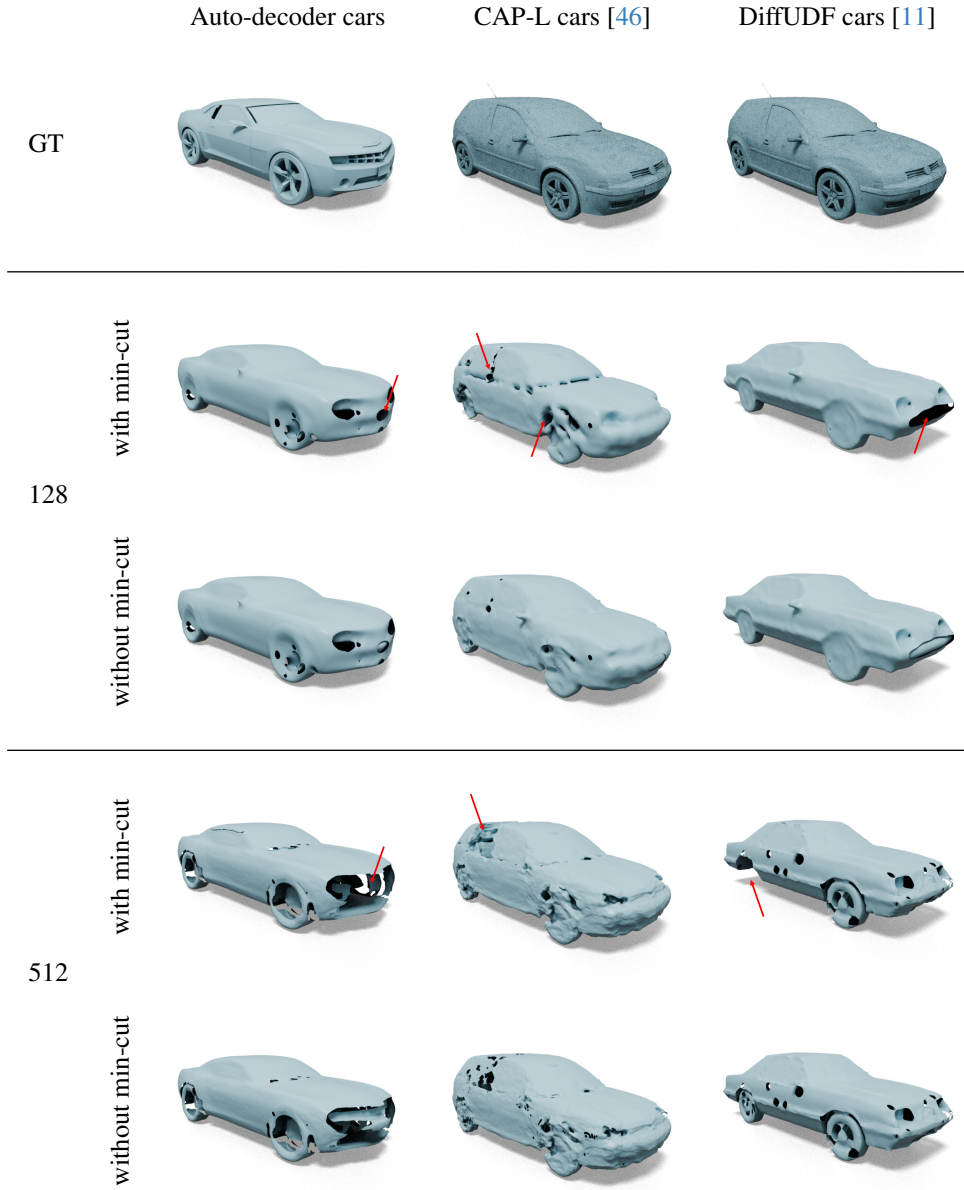 Auto-decoder cars CAP-L cars [46] DiffUDF cars [11]
GT
with min-cut
128
without min-cut
with min-cut
512
without min-cut